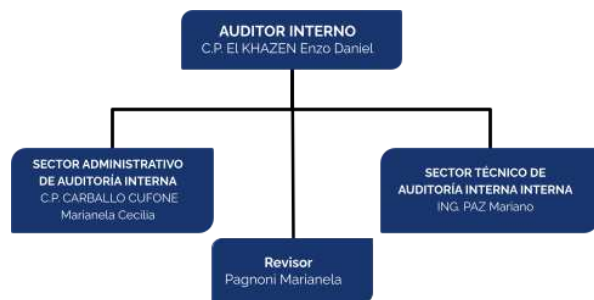 AUDITOR INTERNO
C.P. El KHAZEN Enzo Daniel
SECTOR ADMINISTRATIVO
DE AUDITORÍA INTERNA
C.P. CARBALLO CUFONE
Marianela Cecilia
SECTOR TÉCNICO DE
AUDITORÍA INTERNA INTERNA
ING. PAZ Mariano
Revisor
Pagnoni Marianela